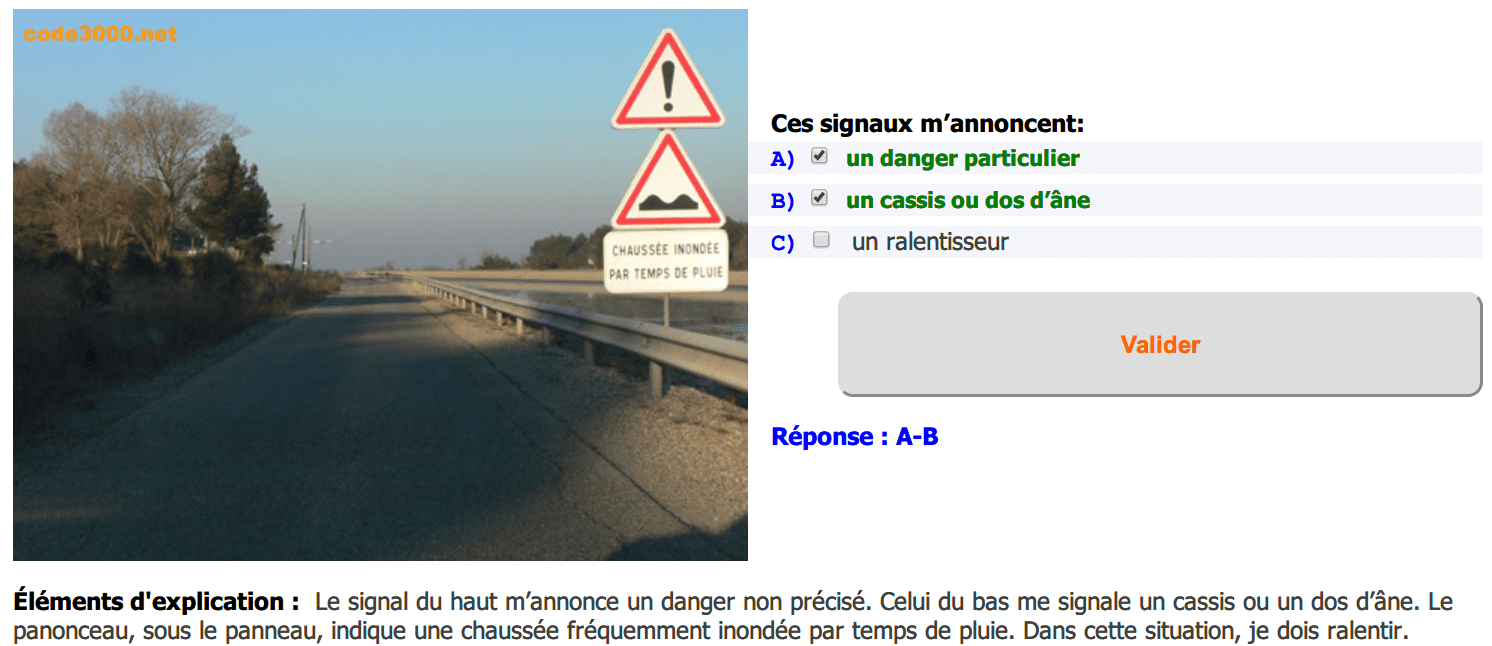 code3000.net
CHAUSSÉE INONDÉE
PAR TEMPS DE PLUIE
Ces signaux m’annoncent:
A) un danger particulier
B) un cassis ou dos d’âne
C) un ralentisseur
Valider
Réponse : A-B
Éléments d'explication : Le signal du haut m’annonce un danger non précisé. Celui du bas me signale un cassis ou un dos d’âne. Le
panonceau, sous le panneau, indique une chaussée fréquemment inondée par temps de pluie. Dans cette situation, je dois ralentir.